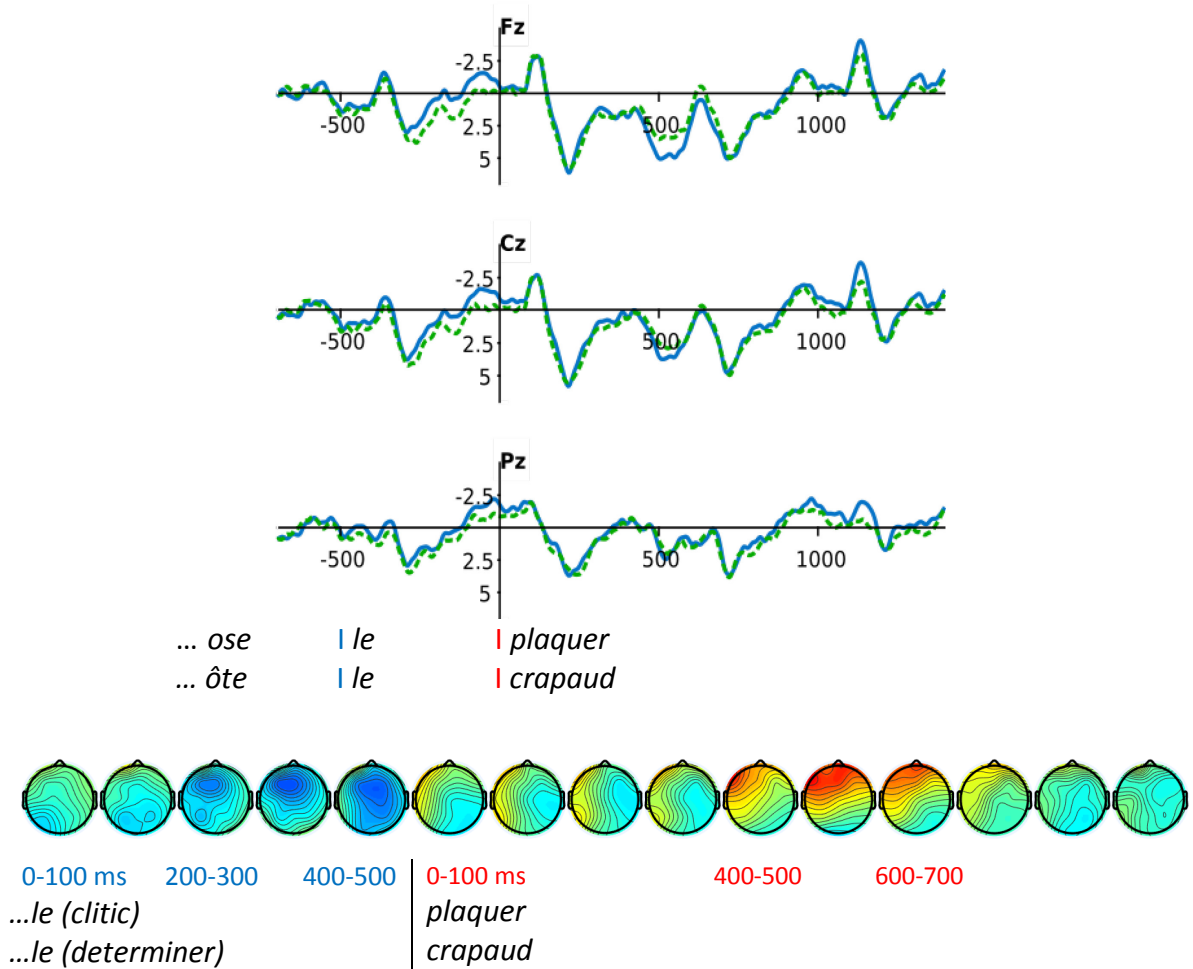 Fz
-2.5
-500 500 1000
2.5
5
Cz
-2.5
-500 500 1000
2.5
5
Pz
-2.5
-500 500 1000
2.5
5
... ose I le I plaquer
... ôte I le I crapaud
0-100 ms 200-300 400-500 0-100 ms 400-500 600-700
...le (clitic) plaquer
...le (determiner) crapaud